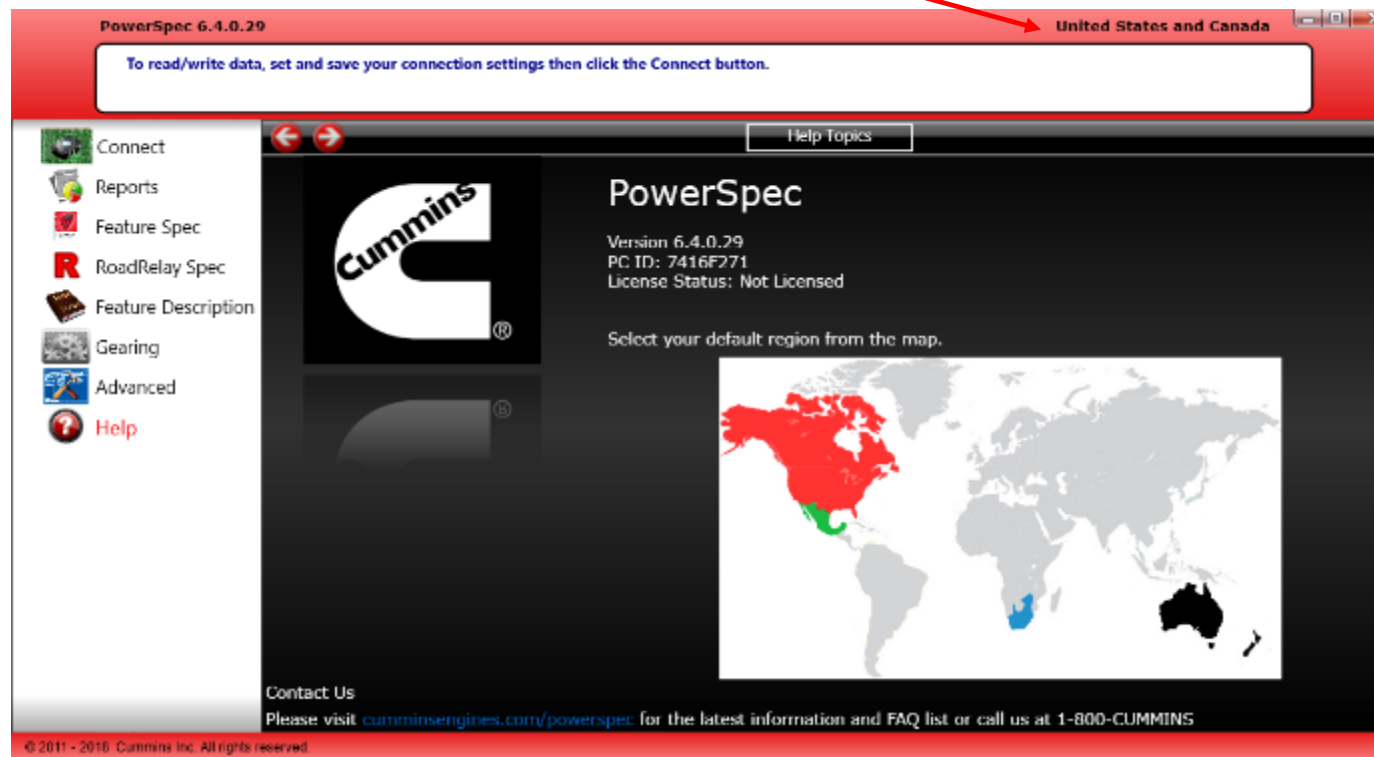 PowerSpec 6.4.0.29
United States and Canada
To read/write data, set and save your connection settings then click the Connect button.
Help Topics
Connect
Reports
Feature Spec
RoadRelay Spec
Feature Description
Gearing
Advanced
Help
Cummins
®
®
PowerSpec
Version 6.4.0.29
PC ID: 7416F271
License Status: Not Licensed
Select your default region from the map.
Contact Us
Please visit cumminsengines.com/powerspec for the latest information and FAQ list or call us at 1-800-CUMMINS
© 2011 - 2016 Cummins Inc. All rights reserved.